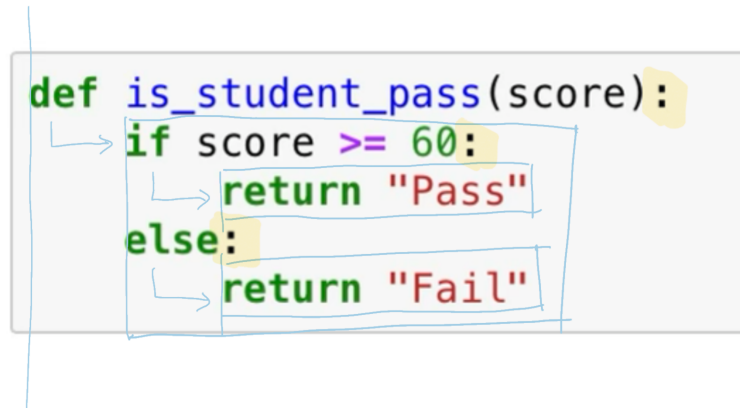 def is_student_pass(score):
    if score >= 60:
        return "Pass"
    else:
        return "Fail"